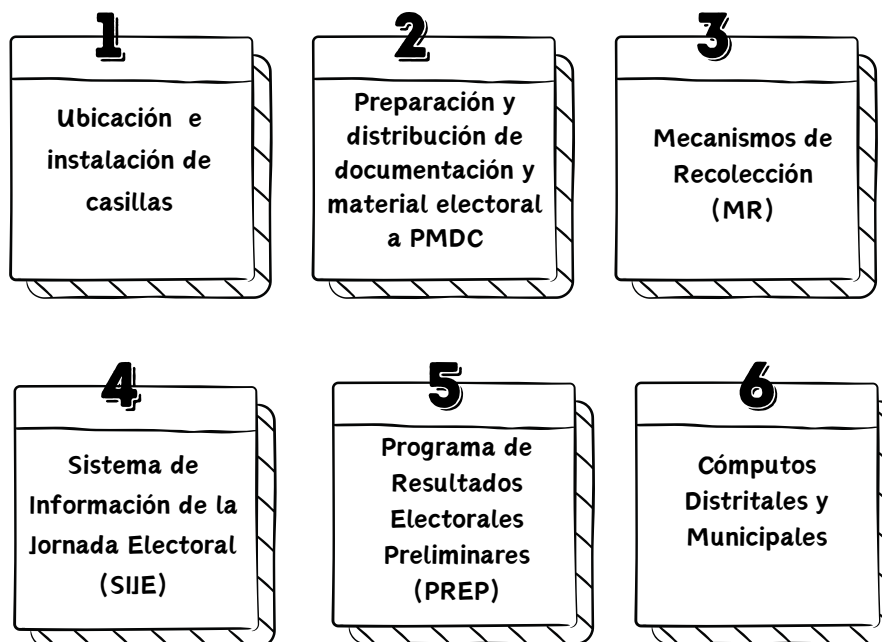 1
Ubicación e
instalación de
casillas
2
Preparación y
distribución de
documentación y
material electoral
a PMDC
3
Mecanismos de
Recolección
(MR)
4
Sistema de
Información de la
Jornada Electoral
(SIJE)
5
Programa de
Resultados
Electorales
Preliminares
(PREP)
6
Cómputos
Distritales y
Municipales